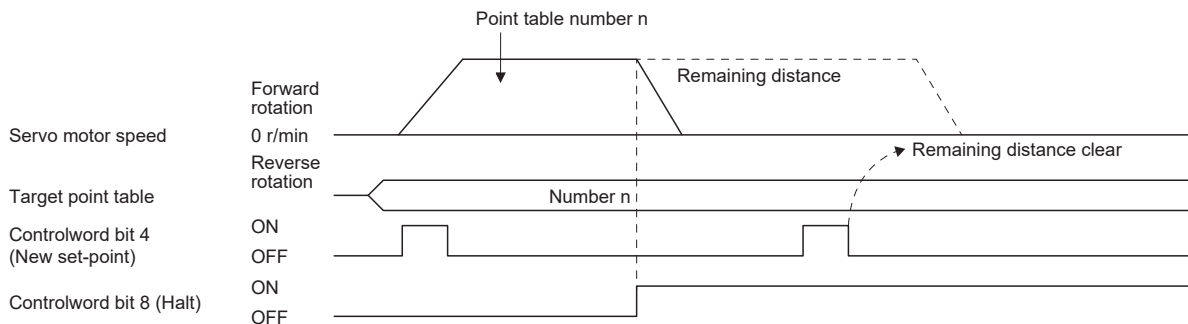 Point table number n
Remaining distance
Forward
rotation
Servo motor speed
0 r/min
Remaining distance clear
Reverse
rotation
Target point table
Number n
Controlword bit 4
(New set-point)
ON
OFF
Controlword bit 8 (Halt)
ON
OFF